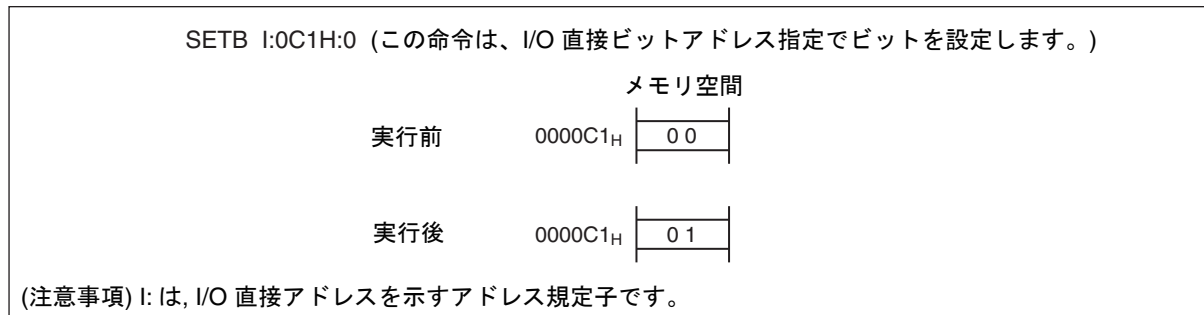 SETB I:0C1H:0 (この命令は、I/O 直接ビットアドレス指定でビットを設定します。)
メモリ空間
実行前 0000C1H 0 0
実行後 0000C1H 0 1
(注意事項) I: は, I/O 直接アドレスを示すアドレス規定子です。